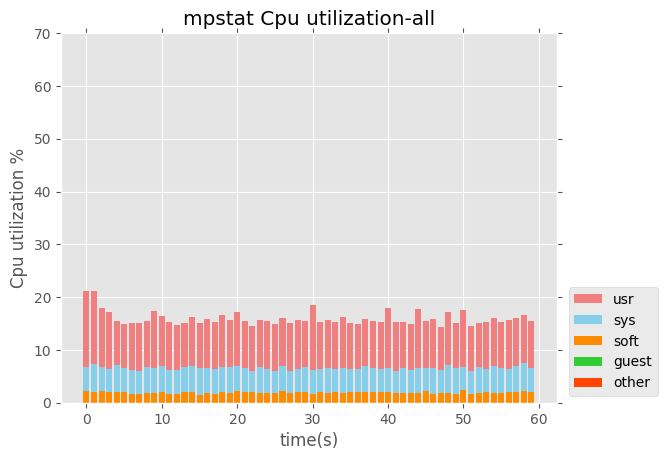 mpstat Cpu utilization-all
70
60
50
40
30
20
10
0
Cpu utilization %
0 10 20 30 40 50 60
time(s)
usr
sys
soft
guest
other